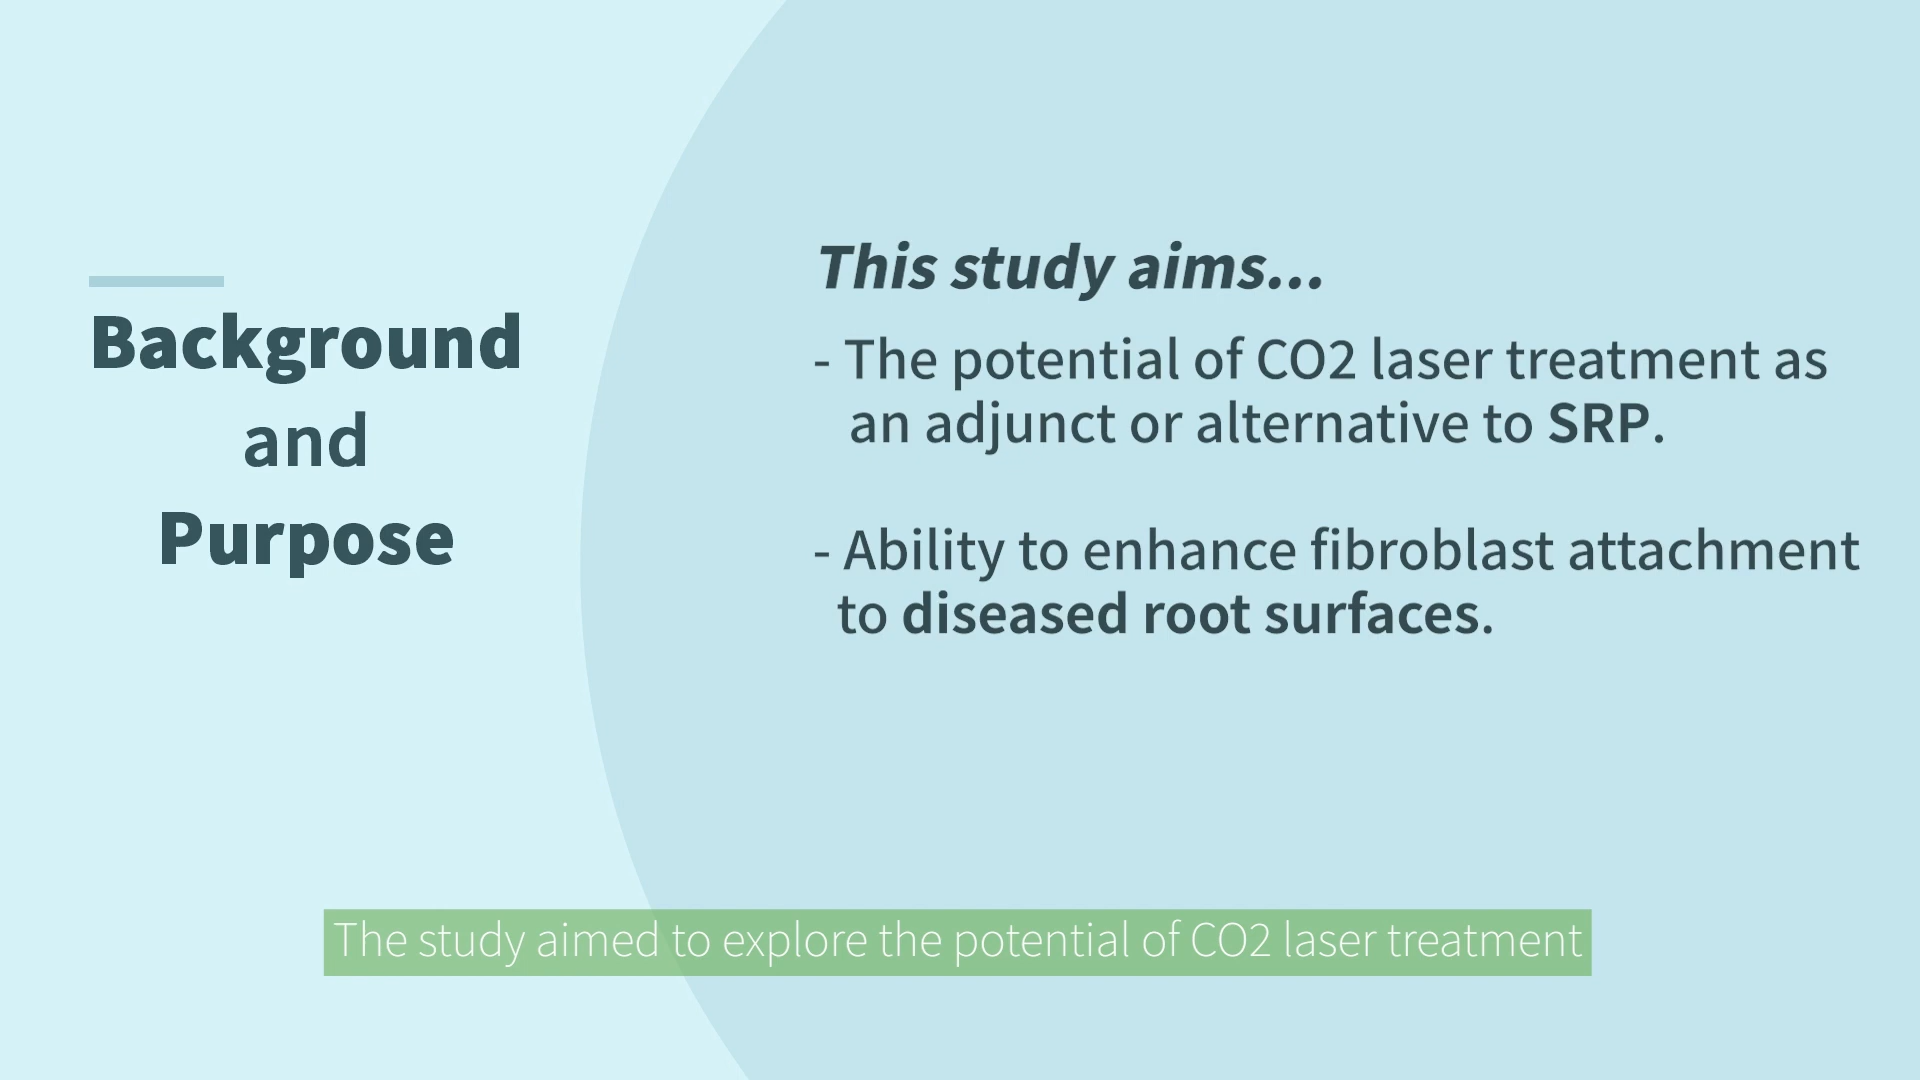 Background
and
Purpose
This study aims...
- The potential of CO2 laser treatment as
an adjunct or alternative to SRP.
- Ability to enhance fibroblast attachment
to diseased root surfaces.
The study aimed to explore the potential of CO2 laser treatment